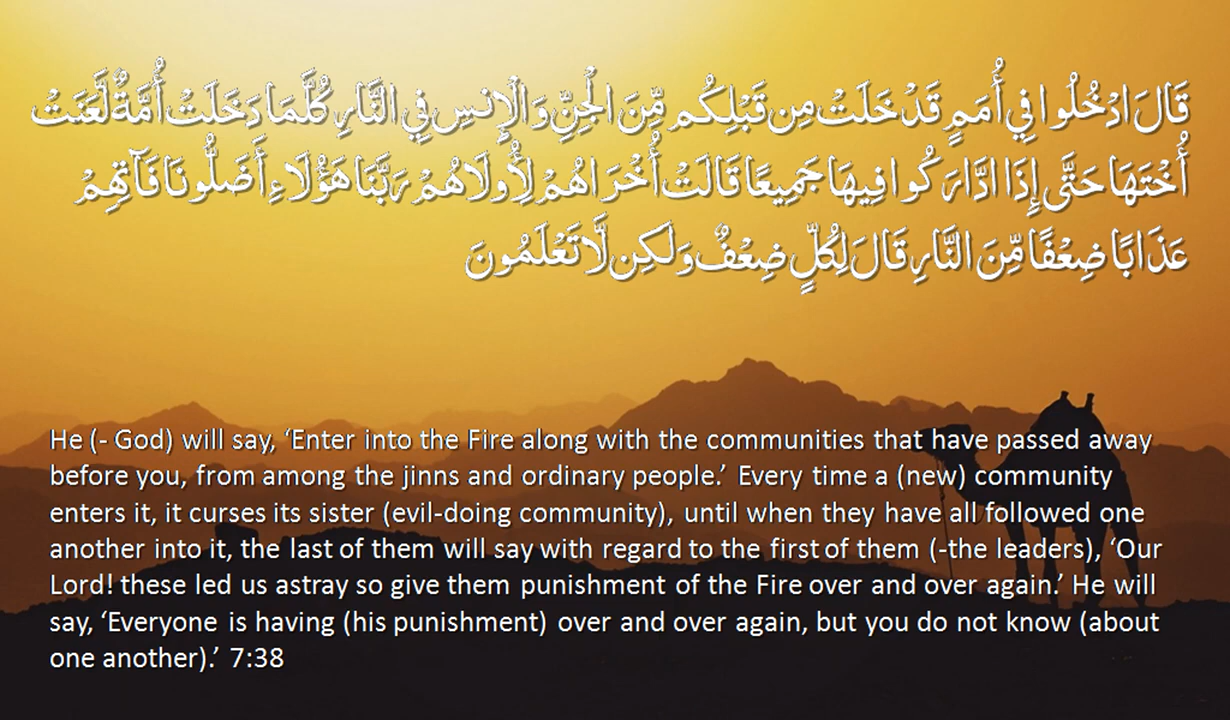 قَالَ ادْخُلُوا فِي أُمَمٍ قَدْ خَلَتْ مِن قَبْلِكُم مِّنَ الْجِنِّ وَالْإِنسِ فِي النَّارِ كُلَّمَا دَخَلَتْ أُمَّةٌ لَّعَنَتْ
أُخْتَهَا حَتَّى إِذَا ادَّارَكُوا فِيهَا جَمِيعًا قَالَتْ أُخْرَاهُمْ لِأُولَاهُمْ رَبَّنَا هَؤُلَاءِ أَضَلُّونَا فَآتِهِمْ
عَذَابًا ضِعْفًا مِّنَ النَّارِ قَالَ لِكُلٍّ ضِعْفٌ وَلَكِن لَّا تَعْلَمُونَ
He (- God) will say, ‘Enter into the Fire along with the communities that have passed away
before you, from among the jinns and ordinary people.’ Every time a (new) community
enters it, it curses its sister (evil-doing community), until when they have all followed one
another into it, the last of them will say with regard to the first of them (-the leaders), ‘Our
Lord! these led us astray so give them punishment of the Fire over and over again.’ He will
say, ‘Everyone is having (his punishment) over and over again, but you do not know (about
one another).’ 7:38